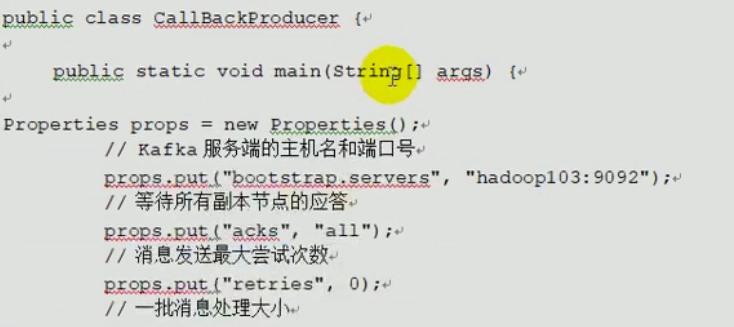 public class CallBackProducer {
public static void main(String[] args) {
Properties props = new Properties();
// Kafka 服务端的主机名和端口号
props.put("bootstrap.servers", "hadoop103:9092");
// 等待所有副本节点的应答
props.put("acks", "all");
// 消息发送最大尝试次数
props.put("retries", 0);
// 一批消息处理大小